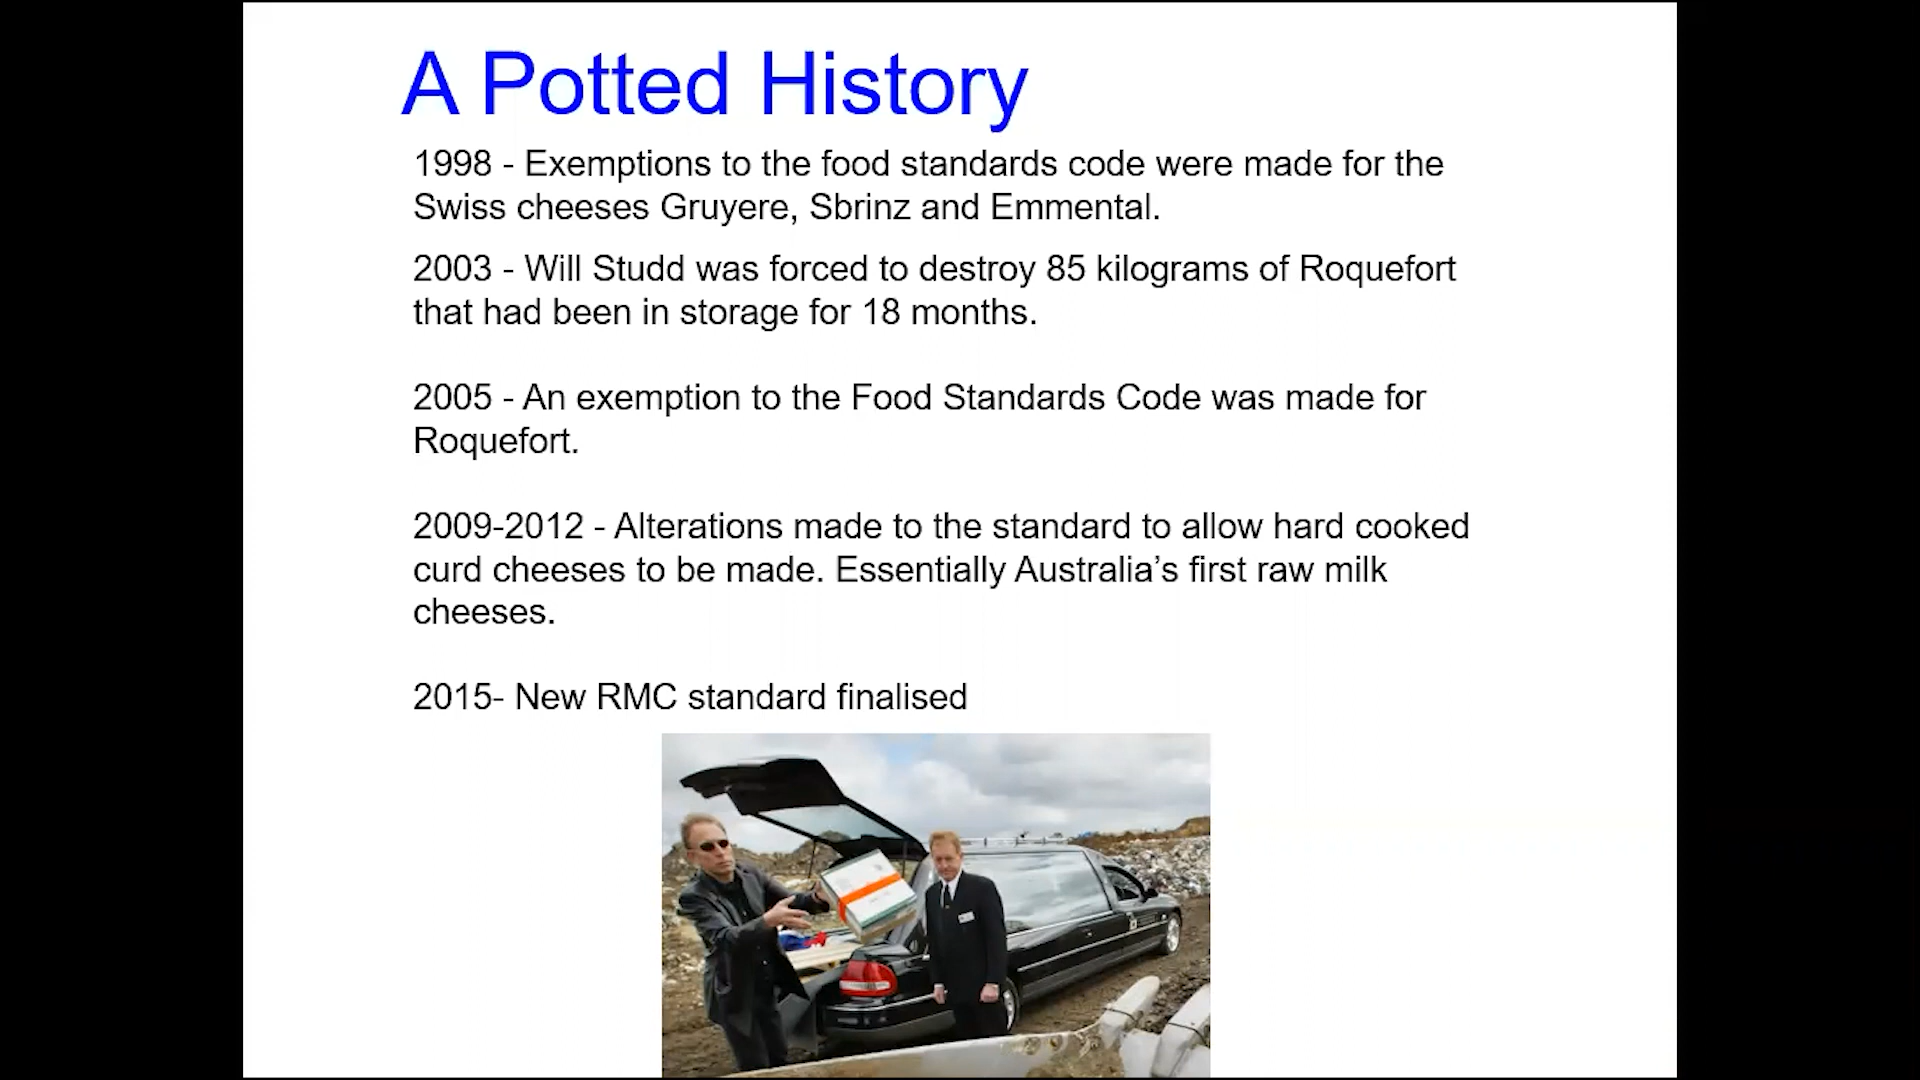 A Potted History
1998 - Exemptions to the food standards code were made for the
Swiss cheeses Gruyere, Sbrinz and Emmental.
2003 - Will Studd was forced to destroy 85 kilograms of Roquefort
that had been in storage for 18 months.
2005 - An exemption to the Food Standards Code was made for
Roquefort.
2009-2012 - Alterations made to the standard to allow hard cooked
curd cheeses to be made. Essentially Australia’s first raw milk
cheeses.
2015- New RMC standard finalised